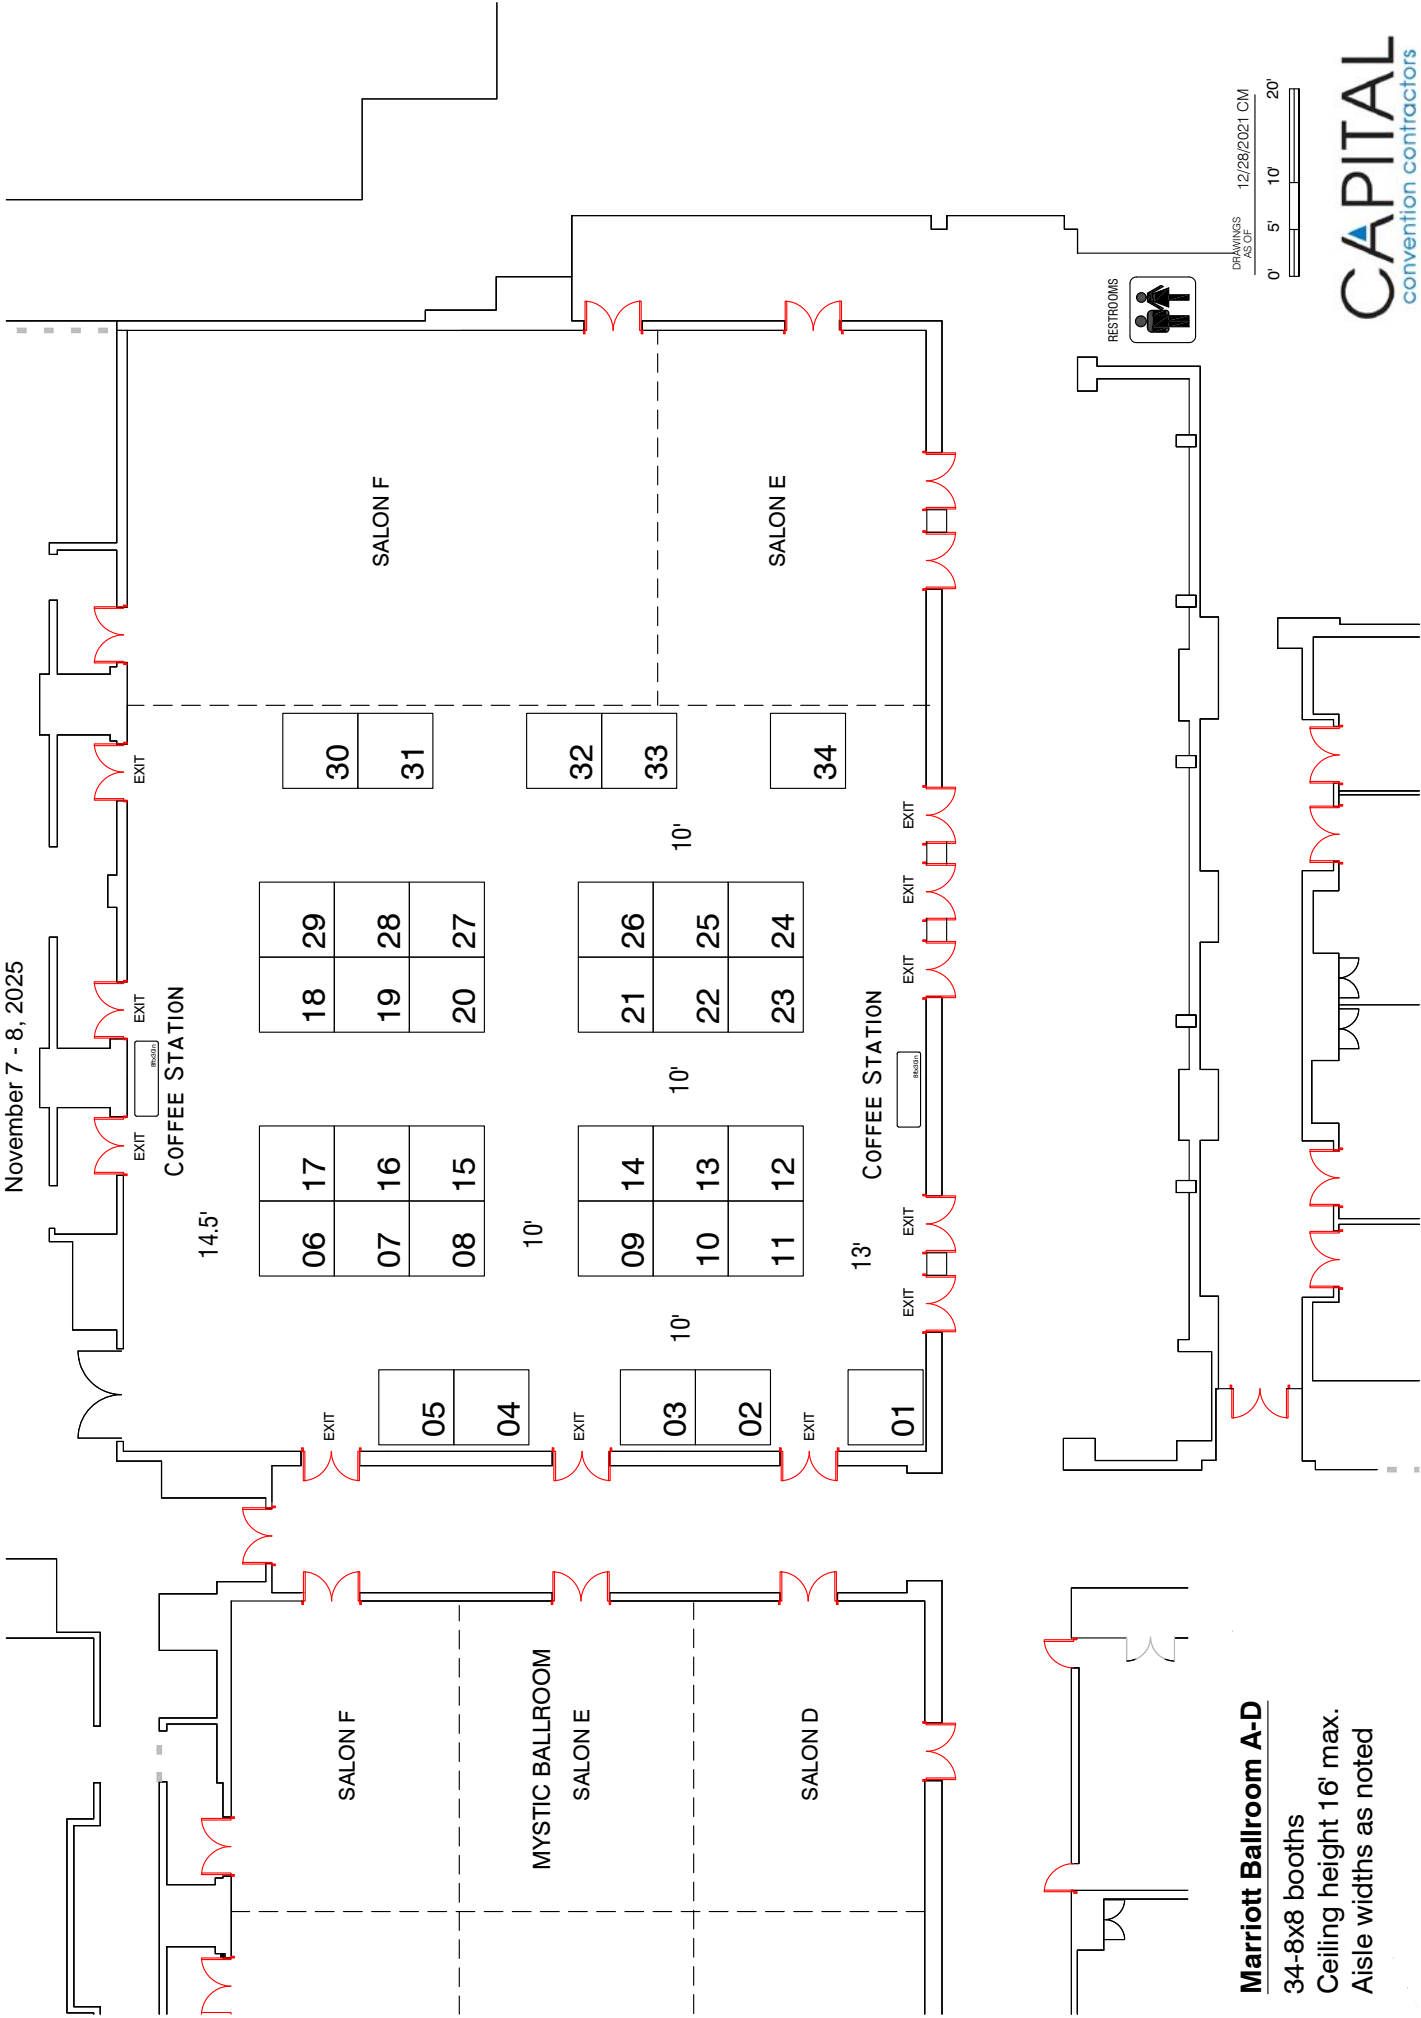 November 7 - 8, 2025
EXIT
EXIT
EXIT
8ftx30in
COFFEE STATION
14.5'
06 17 18 29
EXIT
30
SALON F
SALON F
07 16 19 28
31
05
08 15 20 27
04
10'
MYSTIC BALLROOM
SALON E
EXIT
32
09 14 21 26
33
03
10'
10'
10'
10 13 22 25
02
SALON E
11 12 23 24
SALON D
EXIT
34
13'
COFFEE STATION
01
EXIT
EXIT
EXIT
EXIT
EXIT
8ftx30in
RESTROOMS
DRAWINGS
AS OF
12/28/2021 CM
0' 5' 10' 20'
Marriott Ballroom A-D
34-8x8 booths
Ceiling height 16' max.
Aisle widths as noted
CAPITAL
convention contractors